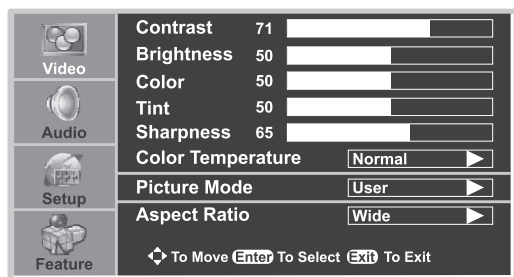 Video
Audio
Setup
Feature
Contrast 71
Brightness 50
Color 50
Tint 50
Sharpness 65
Color Temperature Normal
Picture Mode User
Aspect Ratio Wide
To Move Enter To Select Exit To Exit